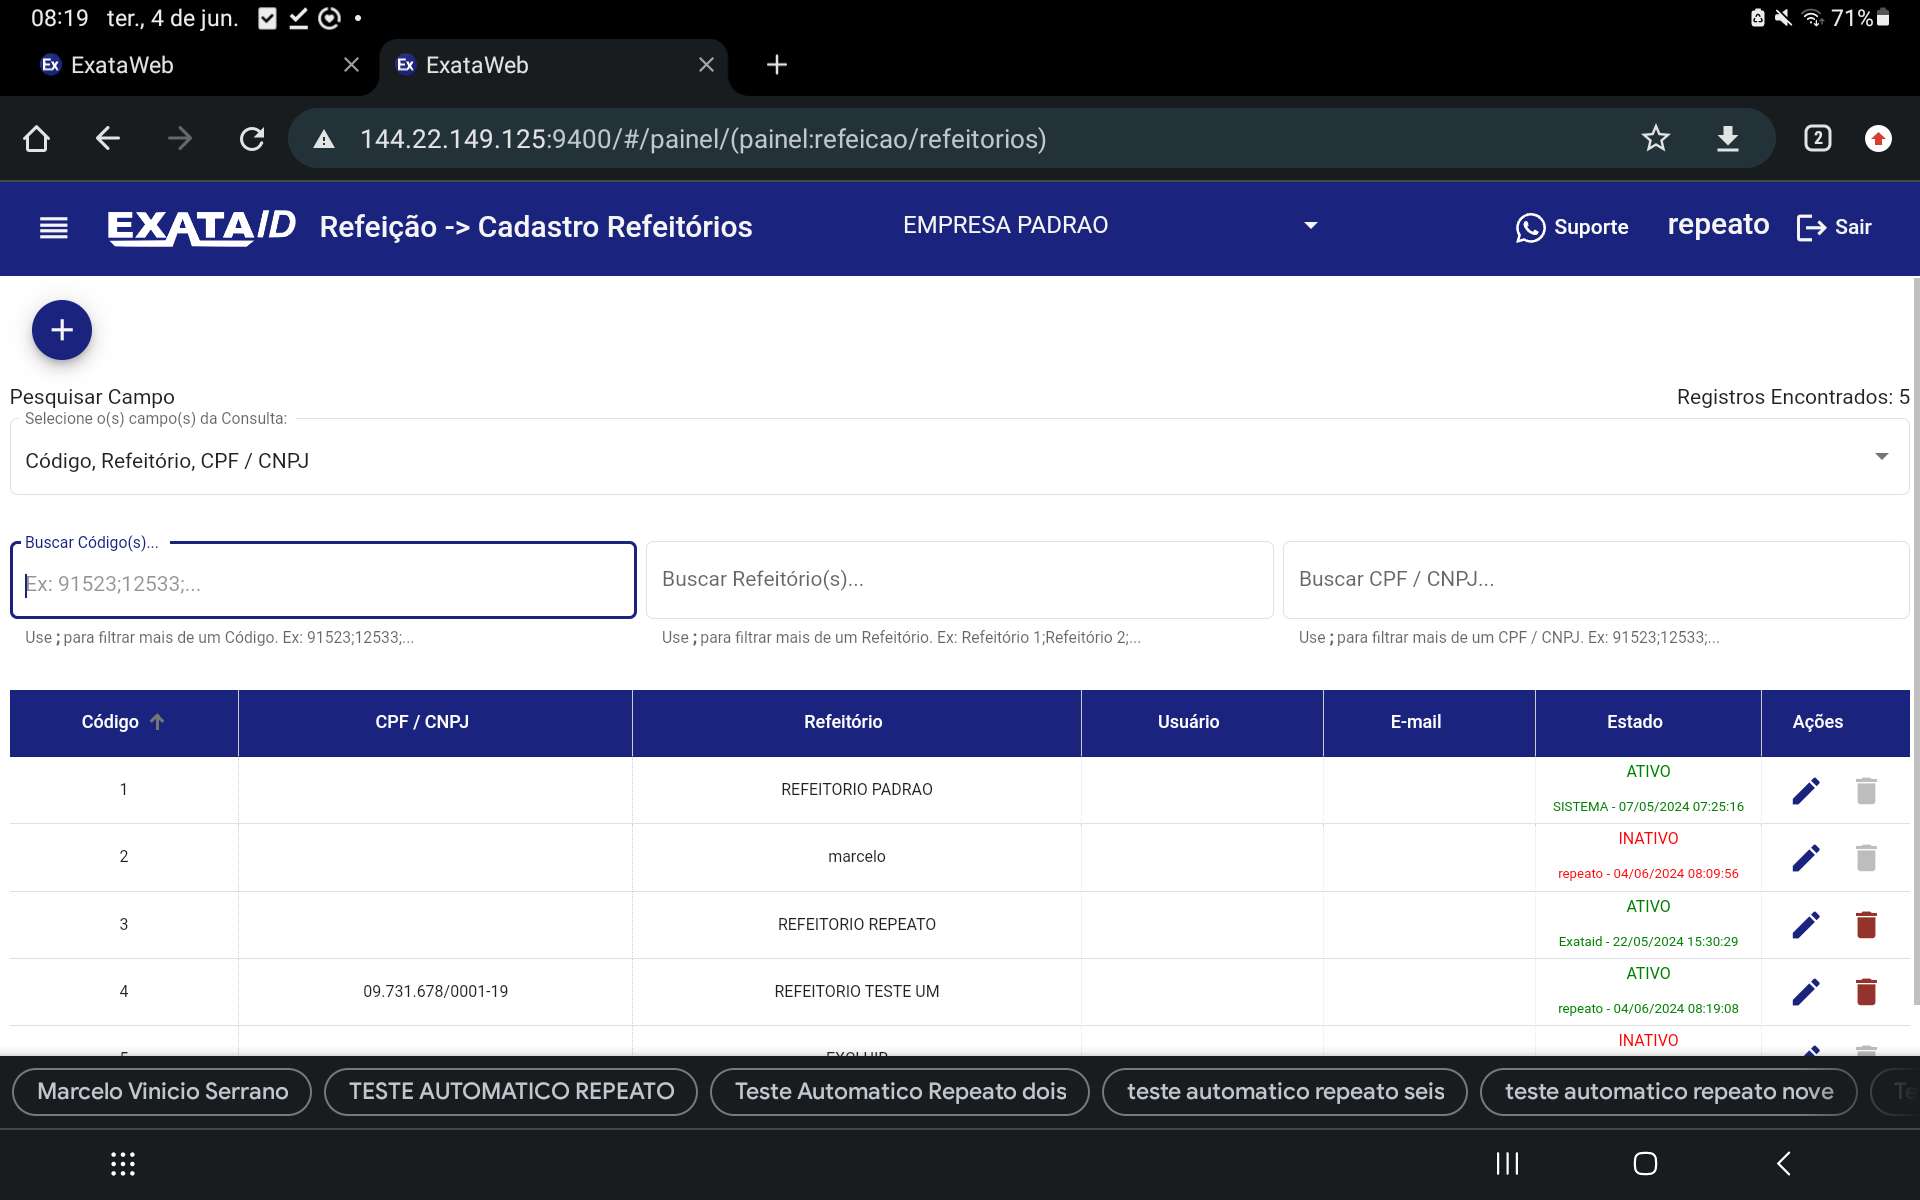 08:19 ter., 4 de jun. 71%
Ex ExataWeb Ex ExataWeb
144.22.149.125:9400/#/painel/(painel:refeicao/refeitorios) 2
EXATA/D Refeição -> Cadastro Refeitórios EMPRESA PADRAO Suporte repeato Sair
Pesquisar Campo Registros Encontrados: 5
Selecione o(s) campo(s) da Consulta:
Código, Refeitório, CPF / CNPJ
Buscar Código(s)...
Ex: 91523;12533;... Buscar Refeitório(s)... Buscar CPF / CNPJ...
Use ; para filtrar mais de um Código. Ex: 91523;12533;... Use ; para filtrar mais de um Refeitório. Ex: Refeitório 1;Refeitório 2;... Use ; para filtrar mais de um CPF / CNPJ. Ex: 91523;12533;...
Código CPF / CNPJ Refeitório Usuário E-mail Estado Ações
1 REFEITORIO PADRAO ATIVO
SISTEMA - 07/05/2024 07:25:16
2 marcelo INATIVO
repeato - 04/06/2024 08:09:56
3 REFEITORIO REPEATO ATIVO
Exataid - 22/05/2024 15:30:29
4 09.731.678/0001-19 REFEITORIO TESTE UM ATIVO
repeato - 04/06/2024 08:19:08
5 EXCLUIR INATIVO
Marcelo Vinicio Serrano TESTE AUTOMATICO REPEATO Teste Automatico Repeato dois teste automatico repeato seis teste automatico repeato nove Te